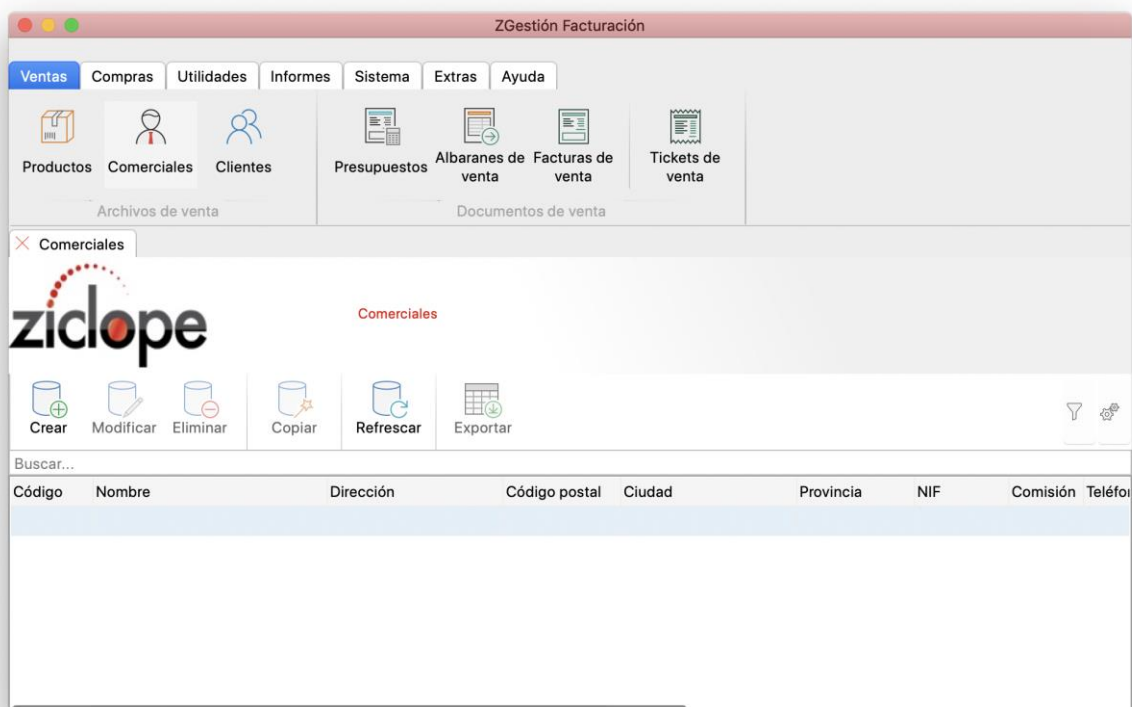 ZGestión Facturación
Ventas Compras Utilidades Informes Sistema Extras Ayuda
Productos Comerciales Clientes Presupuestos Albaranes de venta Facturas de venta Tickets de venta
Archivos de venta Documentos de venta
Comerciales
ziclope
Comerciales
Crear Modificar Eliminar Copiar Refrescar Exportar
Buscar...
Código Nombre Dirección Código postal Ciudad Provincia NIF Comisión